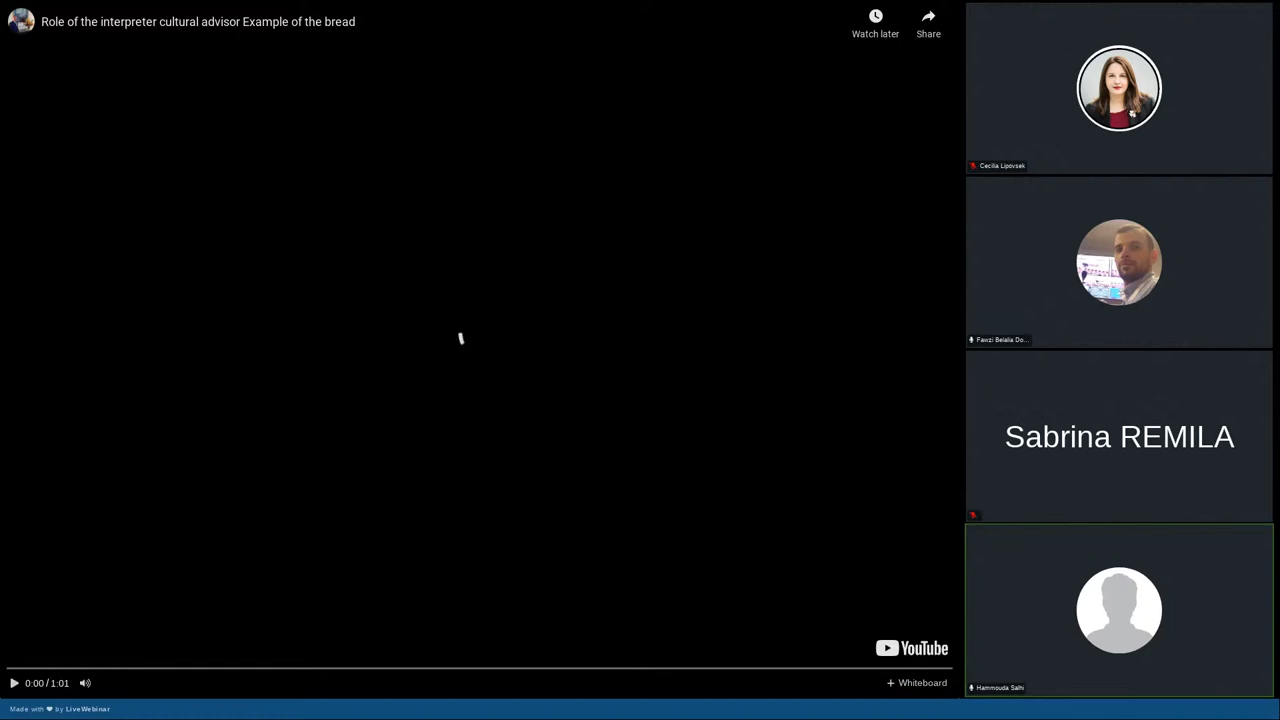 Role of the interpreter cultural advisor Example of the bread
Watch later
Share
Cecilia Lipovsek
Fawzi Belalia Do...
Sabrina REMILA
Hammouda Salhi
YouTube
0:00 / 1:01
+ Whiteboard
Made with ❤ by LiveWebinar